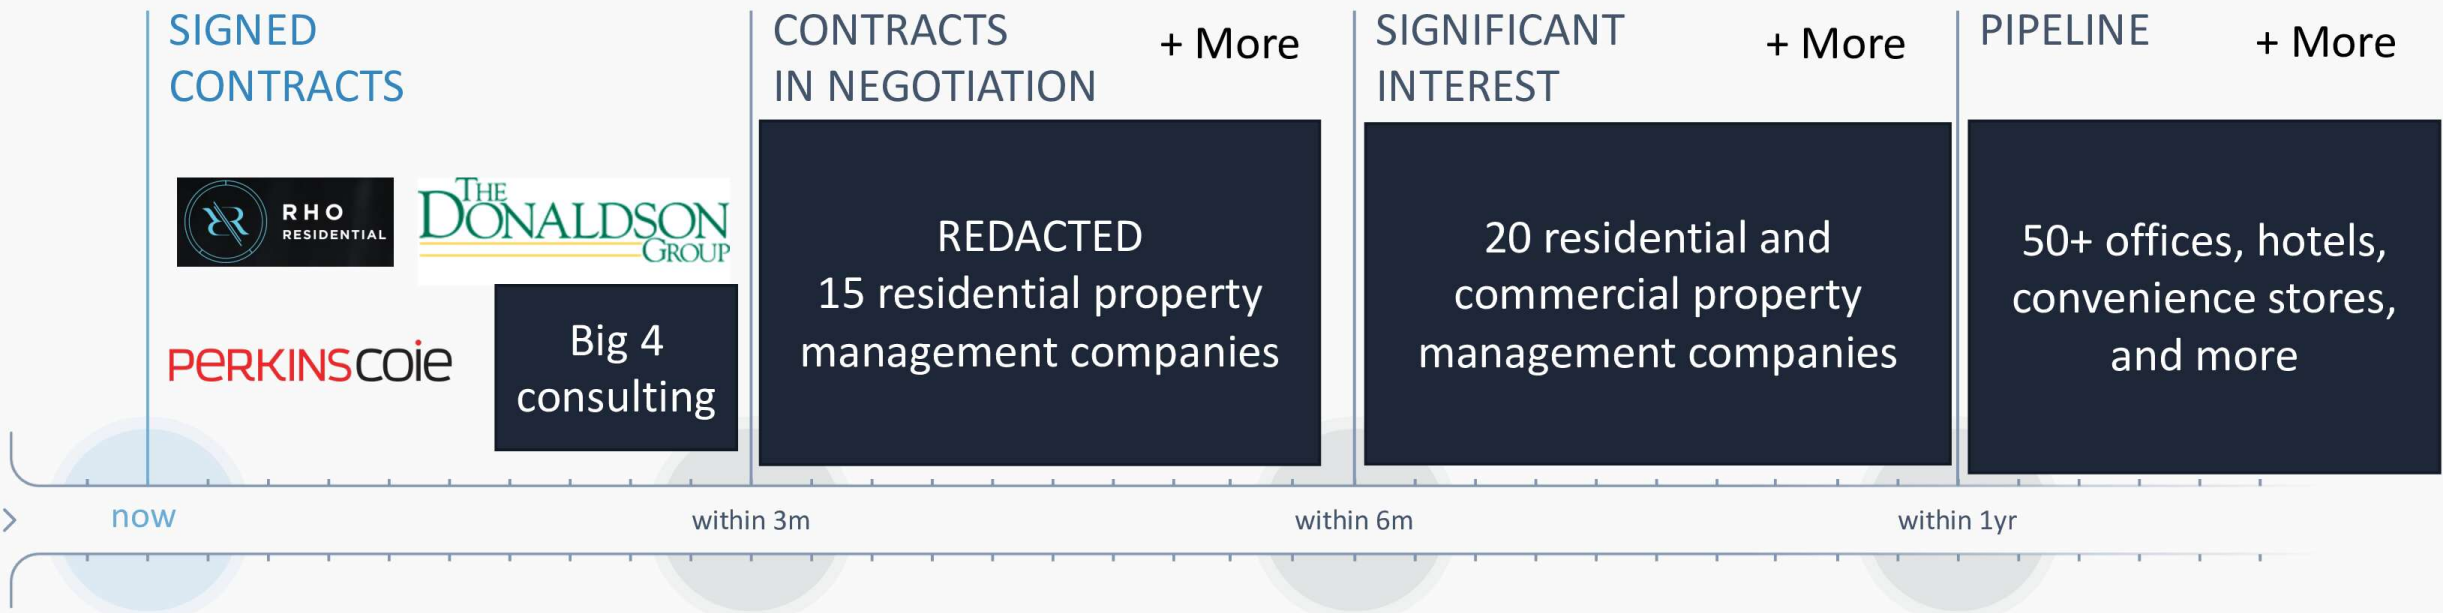 SIGNED
CONTRACTS
RHO
RESIDENTIAL
THE
DONALDSON
GROUP
PERKINSCOIE
Big 4
consulting
CONTRACTS
IN NEGOTIATION
+ More
REDACTED
15 residential property
management companies
SIGNIFICANT
INTEREST
+ More
20 residential and
commercial property
management companies
PIPELINE
+ More
50+ offices, hotels,
convenience stores,
and more
now
within 3m
within 6m
within 1yr